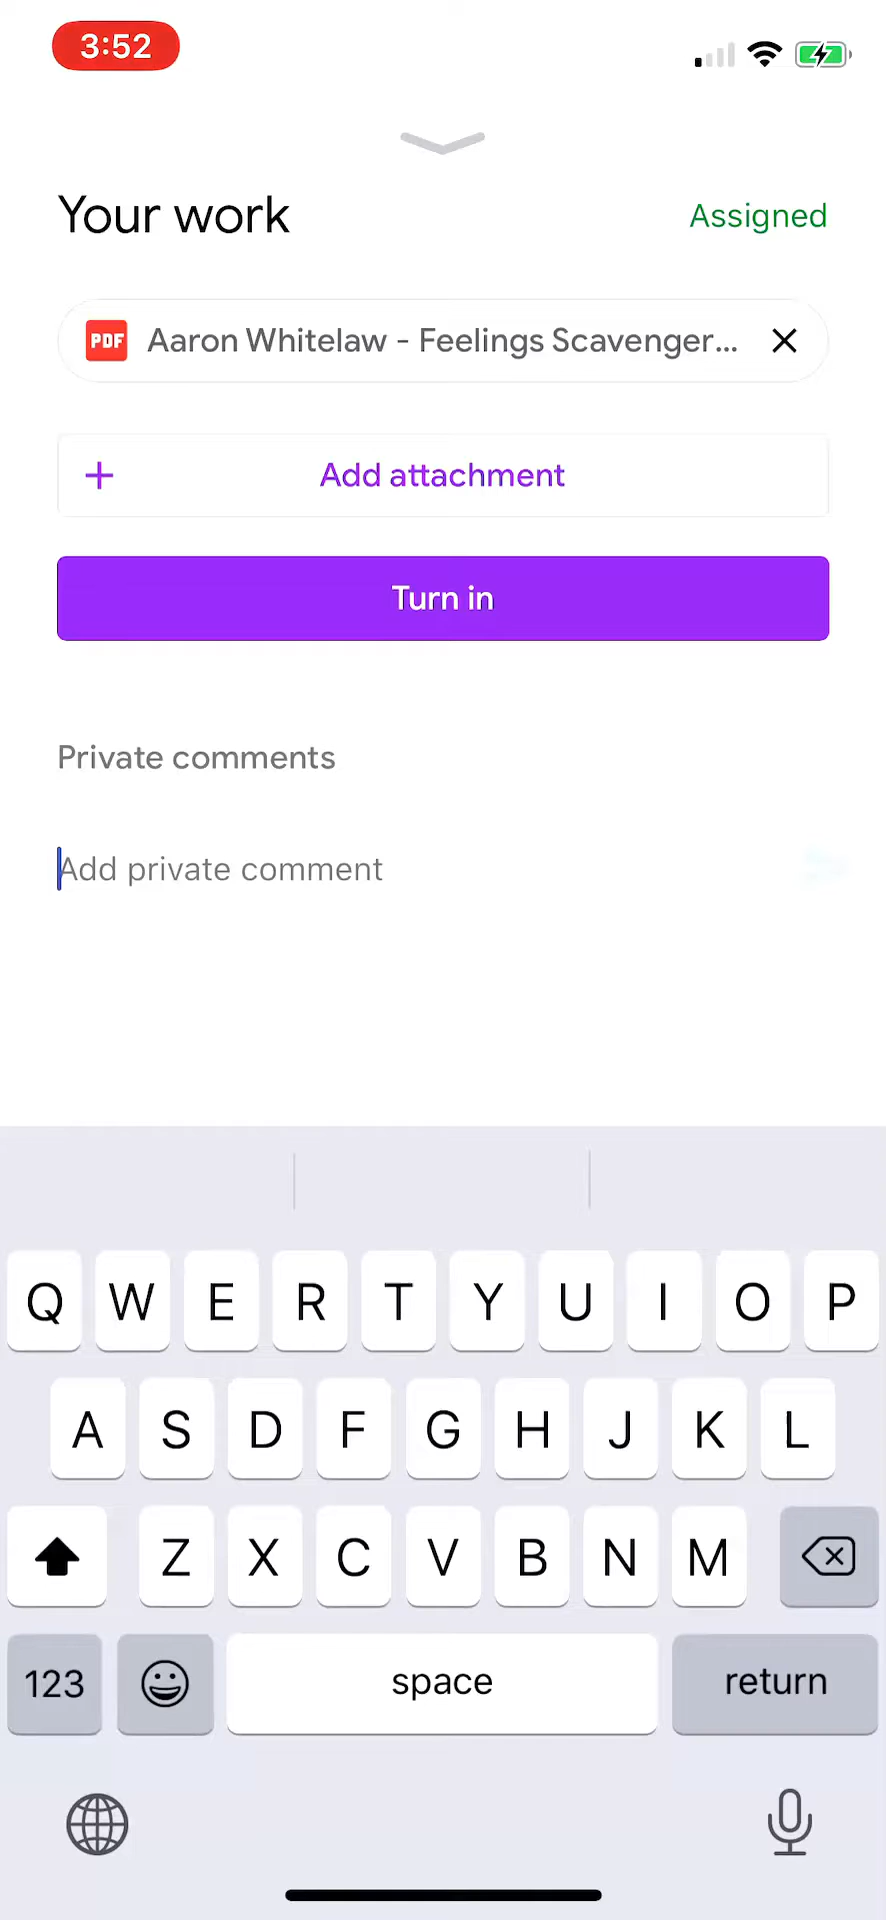 3:52
Your work
Assigned
PDF Aaron Whitelaw - Feelings Scavenger...
Add attachment
Turn in
Private comments
Add private comment
Q W E R T Y U I O P
A S D F G H J K L
Z X C V B N M
123 space return